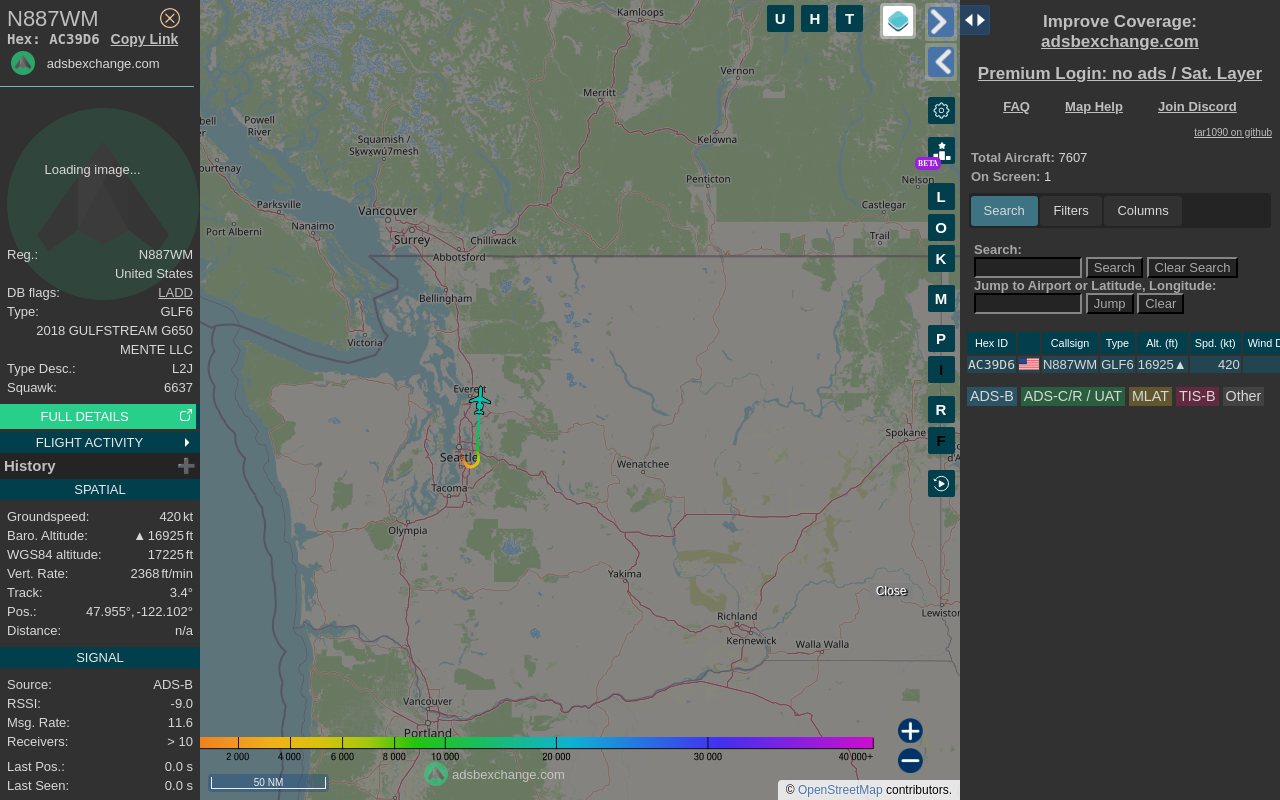 N887WM
Hex: AC39D6 Copy Link
adsbexchange.com
Loading image...
Reg.: N887WM
United States
DB flags: LADD
Type: GLF6
2018 GULFSTREAM G650
MENTE LLC
Type Desc.: L2J
Squawk: 6637
FULL DETAILS
FLIGHT ACTIVITY
History
SPATIAL
Groundspeed: 420 kt
Baro. Altitude: ▲ 16925 ft
WGS84 altitude: 17225 ft
Vert. Rate: 2368 ft/min
Track: 3.4°
Pos.: 47.955°, -122.102°
Distance: n/a
SIGNAL
Source: ADS-B
RSSI: -9.0
Msg. Rate: 11.6
Receivers: > 10
Last Pos.: 0.0 s
Last Seen: 0.0 s
Kamloops
Vernon
Merritt
bell
er
Powell
River
Squamish /
Sḵwx̱wú7mesh
Kelowna
ourtenay
Penticton
Nelson
Parksville
Vancouver
Castlegar
Nanaimo
Port Alberni
Surrey
Chilliwack
Trail
Abbotsford
Bellingham
Victoria
Everett
Seattle
Spokane
d'A
Wenatchee
Tacoma
Olympia
Yakima
Close
Richland
Lewiston
Kennewick
Walla Walla
Vancouver
Portland
2 000 4 000 6 000 8 000 10 000 20 000 30 000 40 000+
adsbexchange.com
50 NM
© OpenStreetMap contributors.
U H T
BETA
L
O
K
M
P
I
R
F
Improve Coverage:
adsbexchange.com
Premium Login: no ads / Sat. Layer
FAQ Map Help Join Discord
tar1090 on github
Total Aircraft: 7607
On Screen: 1
Search Filters Columns
Search:
Search Clear Search
Jump to Airport or Latitude, Longitude:
Jump Clear
Hex ID Callsign Type Alt. (ft) Spd. (kt) Wind D
AC39D6 N887WM GLF6 16925▲ 420
ADS-B ADS-C/R / UAT MLAT TIS-B Other